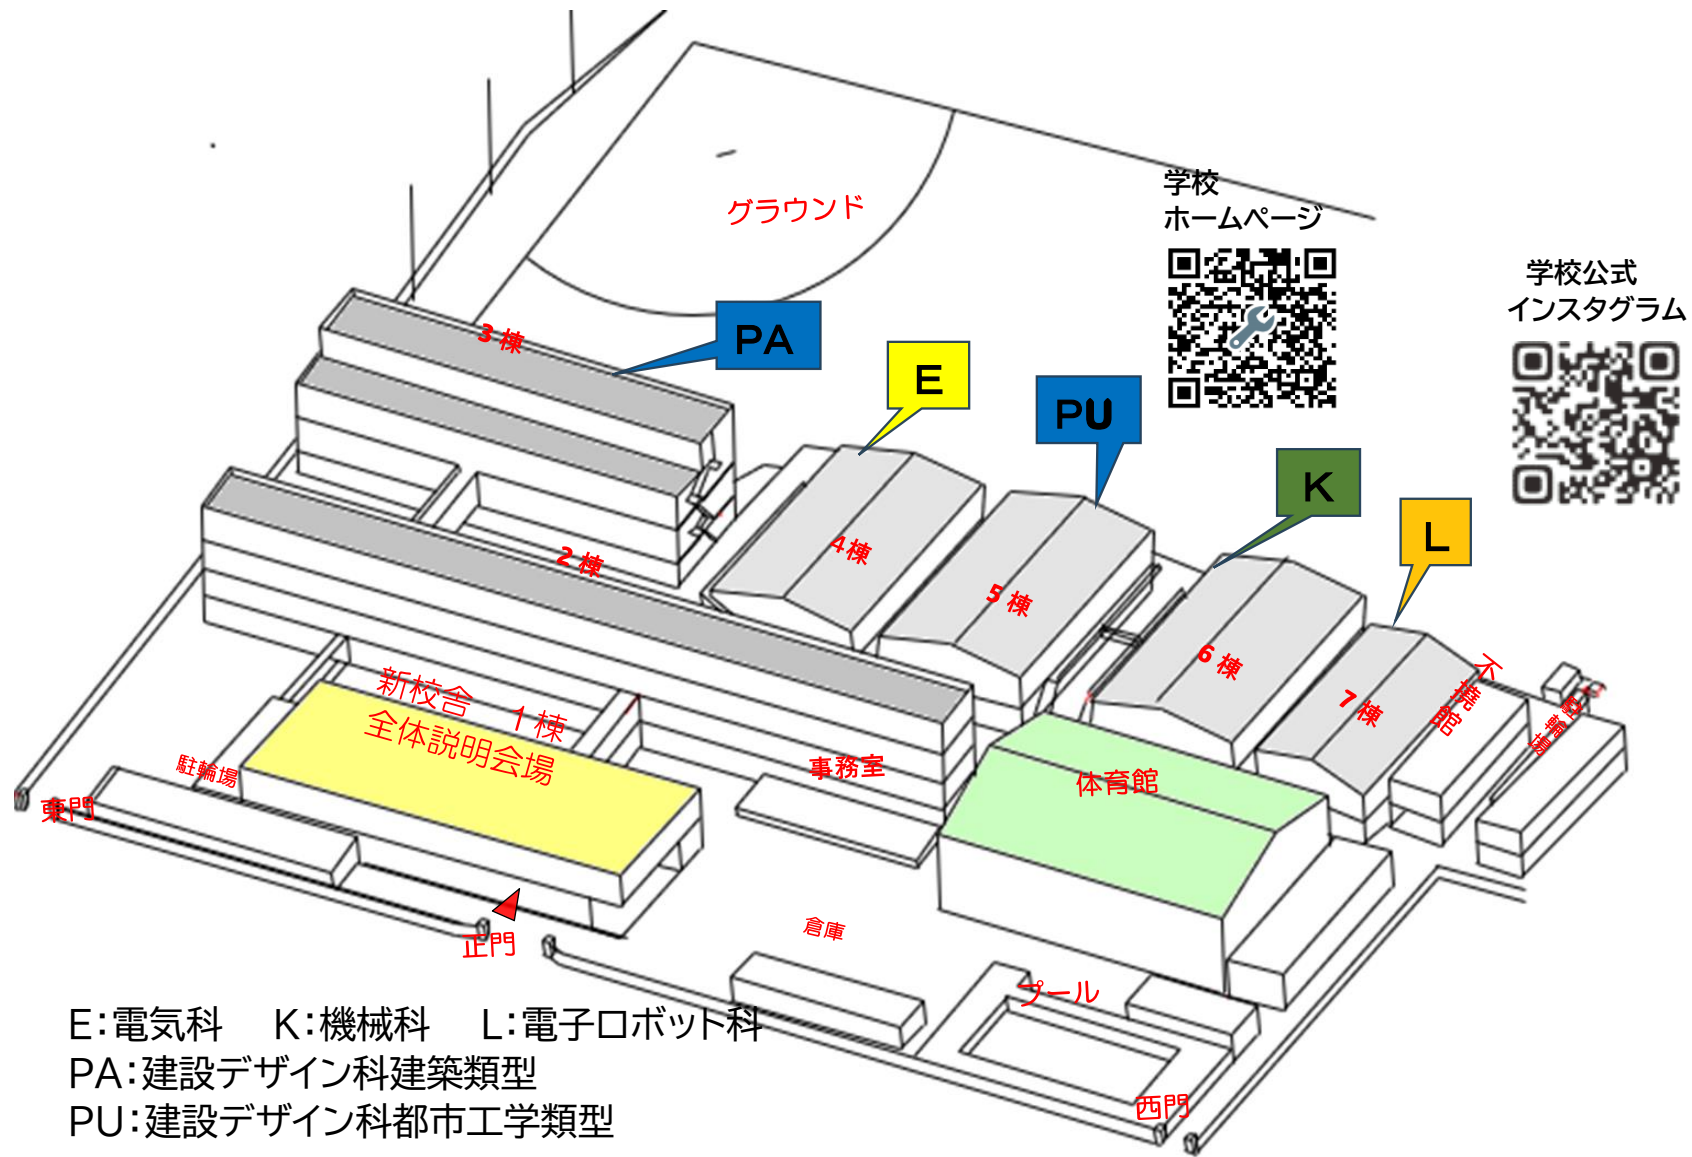 グラウンド
学校
ホームページ
学校公式
インスタグラム
3 棟
PA
E
PU
K
L
2 棟
4棟
5 棟
6 棟
7 棟
不撓館
駐輪場
新校舎 1棟
全体説明会場
事務室
体育館
駐輪場
東門
正門
倉庫
プール
西門
E：電気科 K：機械科 L：電子ロボット科
PA：建設デザイン科建築類型
PU：建設デザイン科都市工学類型